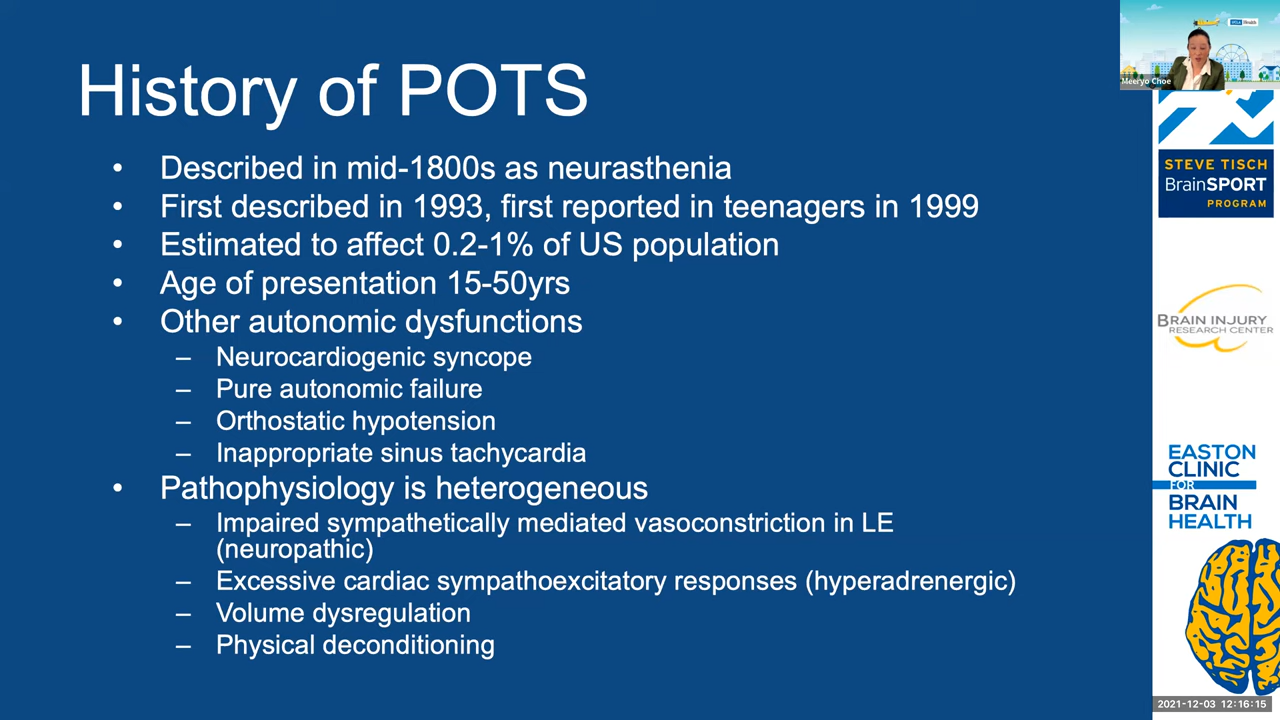 History of POTS
• Described in mid-1800s as neurasthenia
• First described in 1993, first reported in teenagers in 1999
• Estimated to affect 0.2-1% of US population
• Age of presentation 15-50yrs
• Other autonomic dysfunctions
– Neurocardiogenic syncope
– Pure autonomic failure
– Orthostatic hypotension
– Inappropriate sinus tachycardia
• Pathophysiology is heterogeneous
– Impaired sympathetically mediated vasoconstriction in LE
(neuropathic)
– Excessive cardiac sympathoexcitatory responses (hyperadrenergic)
– Volume dysregulation
– Physical deconditioning
Health
Meeryo Choe
STEVE TISCH
BrainSPORT
PROGRAM
BRAIN INJURY
RESEARCH CENTER
EASTON
CLINIC
FOR
BRAIN
HEALTH
2021-12-03 12:16:15